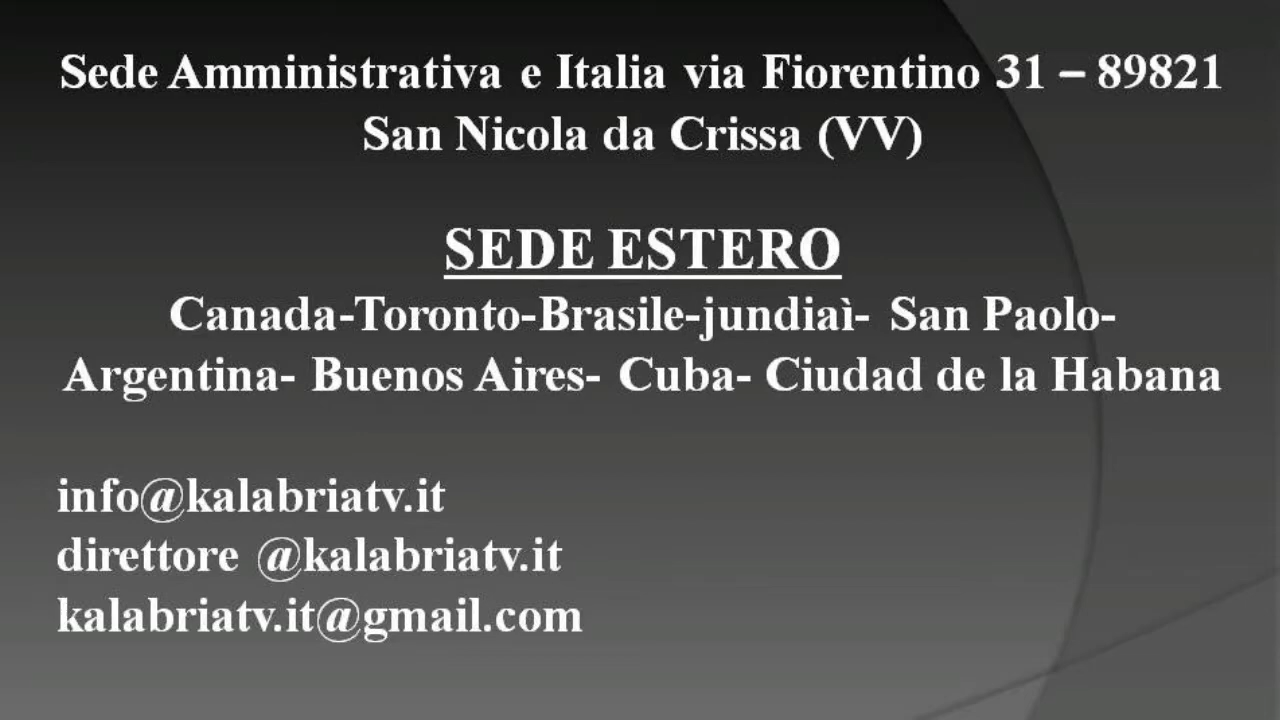 Sede Amministrativa e Italia via Fiorentino 31 – 89821
San Nicola da Crissa (VV)
SEDE ESTERO
Canada-Toronto-Brasile-jundiaì- San Paolo-
Argentina- Buenos Aires- Cuba- Ciudad de la Habana
info@kalabriatv.it
direttore @kalabriatv.it
kalabriatv.it@gmail.com